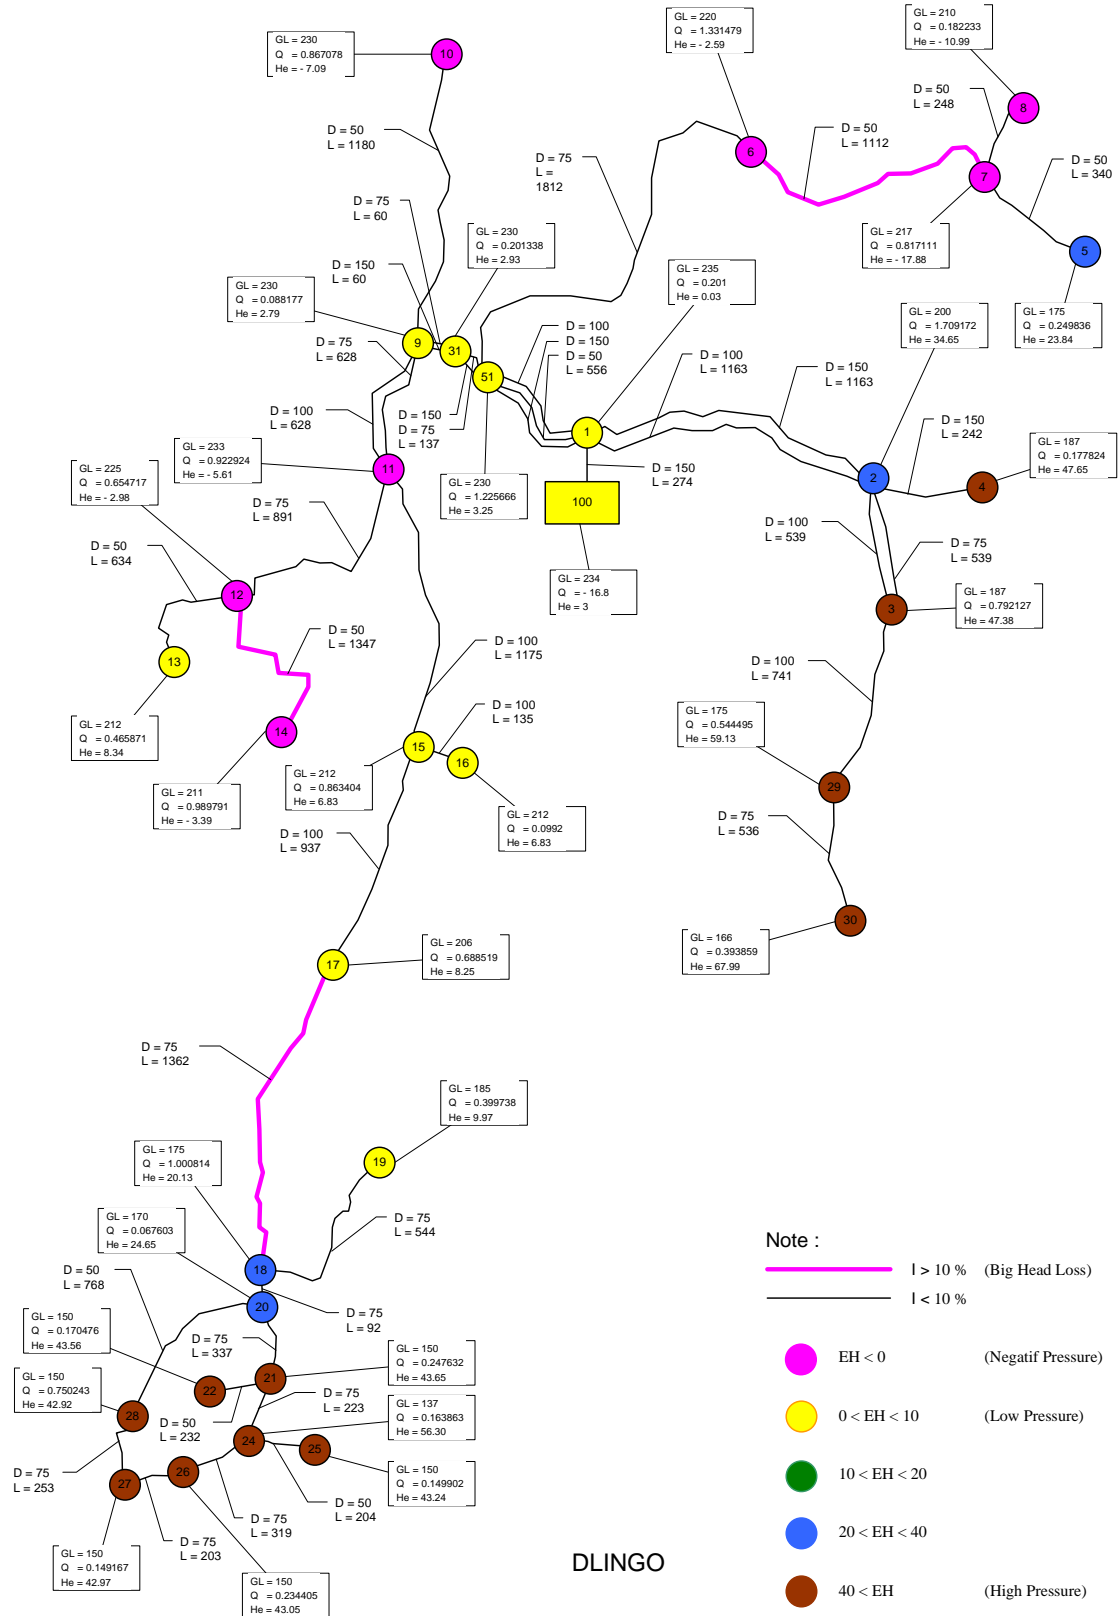 GL = 230
Q = 0.867078
He = - 7.09
10
D = 50
L = 1180
GL = 220
Q = 1.331479
He = - 2.59
GL = 210
Q = 0.182233
He = - 10.99
D = 50
L = 248
8
6
D = 50
L = 1112
7
D = 50
L = 340
5
D = 75
L =
1812
D = 75
L = 60
D = 150
L = 60
GL = 230
Q = 0.201338
He = 2.93
GL = 217
Q = 0.817111
He = - 17.88
GL = 235
Q = 0.201
He = 0.03
GL = 175
Q = 0.249836
He = 23.84
GL = 230
Q = 0.088177
He = 2.79
GL = 200
Q = 1.709172
He = 34.65
9
31
51
D = 75
L = 628
D = 100
D = 150
D = 50
L = 556
D = 100
L = 1163
D = 150
L = 1163
D = 100
L = 628
D = 150
D = 75
L = 137
1
D = 150
L = 242
GL = 187
Q = 0.177824
He = 47.65
GL = 233
Q = 0.922924
He = - 5.61
11
GL = 230
Q = 1.225666
He = 3.25
D = 150
L = 274
100
2
4
GL = 225
Q = 0.654717
He = - 2.98
D = 75
L = 891
D = 100
L = 539
D = 75
L = 539
D = 50
L = 634
12
GL = 234
Q = - 16.8
He = 3
3
GL = 187
Q = 0.792127
He = 47.38
D = 50
L = 1347
13
D = 100
L = 1175
D = 100
L = 741
GL = 212
Q = 0.465871
He = 8.34
14
D = 100
L = 135
GL = 175
Q = 0.544495
He = 59.13
15
16
GL = 212
Q = 0.863404
He = 6.83
GL = 211
Q = 0.989791
He = - 3.39
29
GL = 212
Q = 0.0992
He = 6.83
D = 100
L = 937
D = 75
L = 536
30
GL = 166
Q = 0.393859
He = 67.99
GL = 206
Q = 0.688519
He = 8.25
17
D = 75
L = 1362
GL = 185
Q = 0.399738
He = 9.97
GL = 175
Q = 1.000814
He = 20.13
19
GL = 170
Q = 0.067603
He = 24.65
D = 75
L = 544
18
D = 50
L = 768
20
D = 75
L = 92
GL = 150
Q = 0.170476
He = 43.56
D = 75
L = 337
GL = 150
Q = 0.247632
He = 43.65
GL = 150
Q = 0.750243
He = 42.92
22
21
D = 75
L = 223
28
D = 50
L = 232
GL = 137
Q = 0.163863
He = 56.30
24
25
D = 75
L = 253
27
26
GL = 150
Q = 0.149902
He = 43.24
D = 50
L = 204
D = 75
L = 319
D = 75
L = 203
GL = 150
Q = 0.149167
He = 42.97
GL = 150
Q = 0.234405
He = 43.05
DLINGO
Note :
I > 10 % (Big Head Loss)
I < 10 %
EH < 0 (Negatif Pressure)
0 < EH < 10 (Low Pressure)
10 < EH < 20
20 < EH < 40
40 < EH (High Pressure)